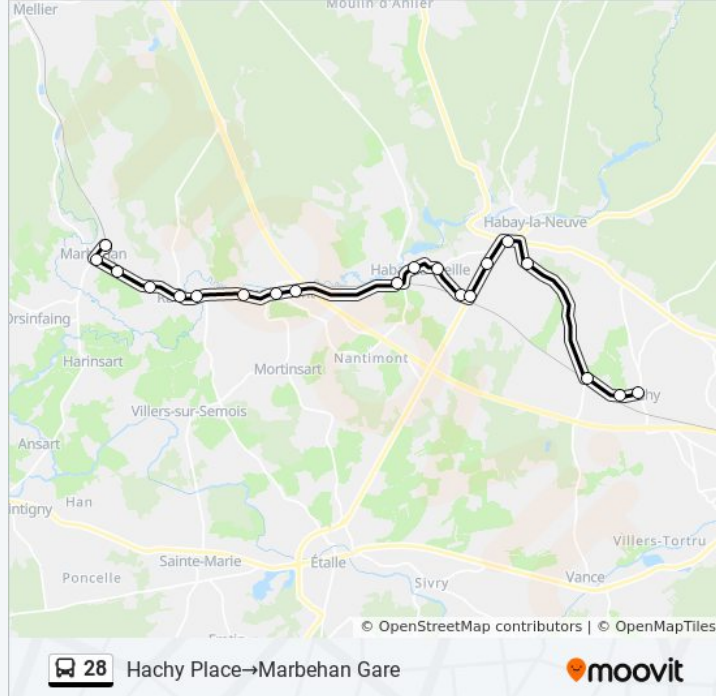 Mellier
Moulin d'Anlier
Habay-la-Neuve
Orsinfaing
Harinsart
Nantimont
Mortinsart
Villers-sur-Semois
Ansart
Han
intigny
Villers-Tortru
Sainte-Marie
Étalle
Poncelle
Sivry
Vance
© OpenStreetMap contributors | © OpenMapTiles
28 Hachy Place→Marbehan Gare
moovit